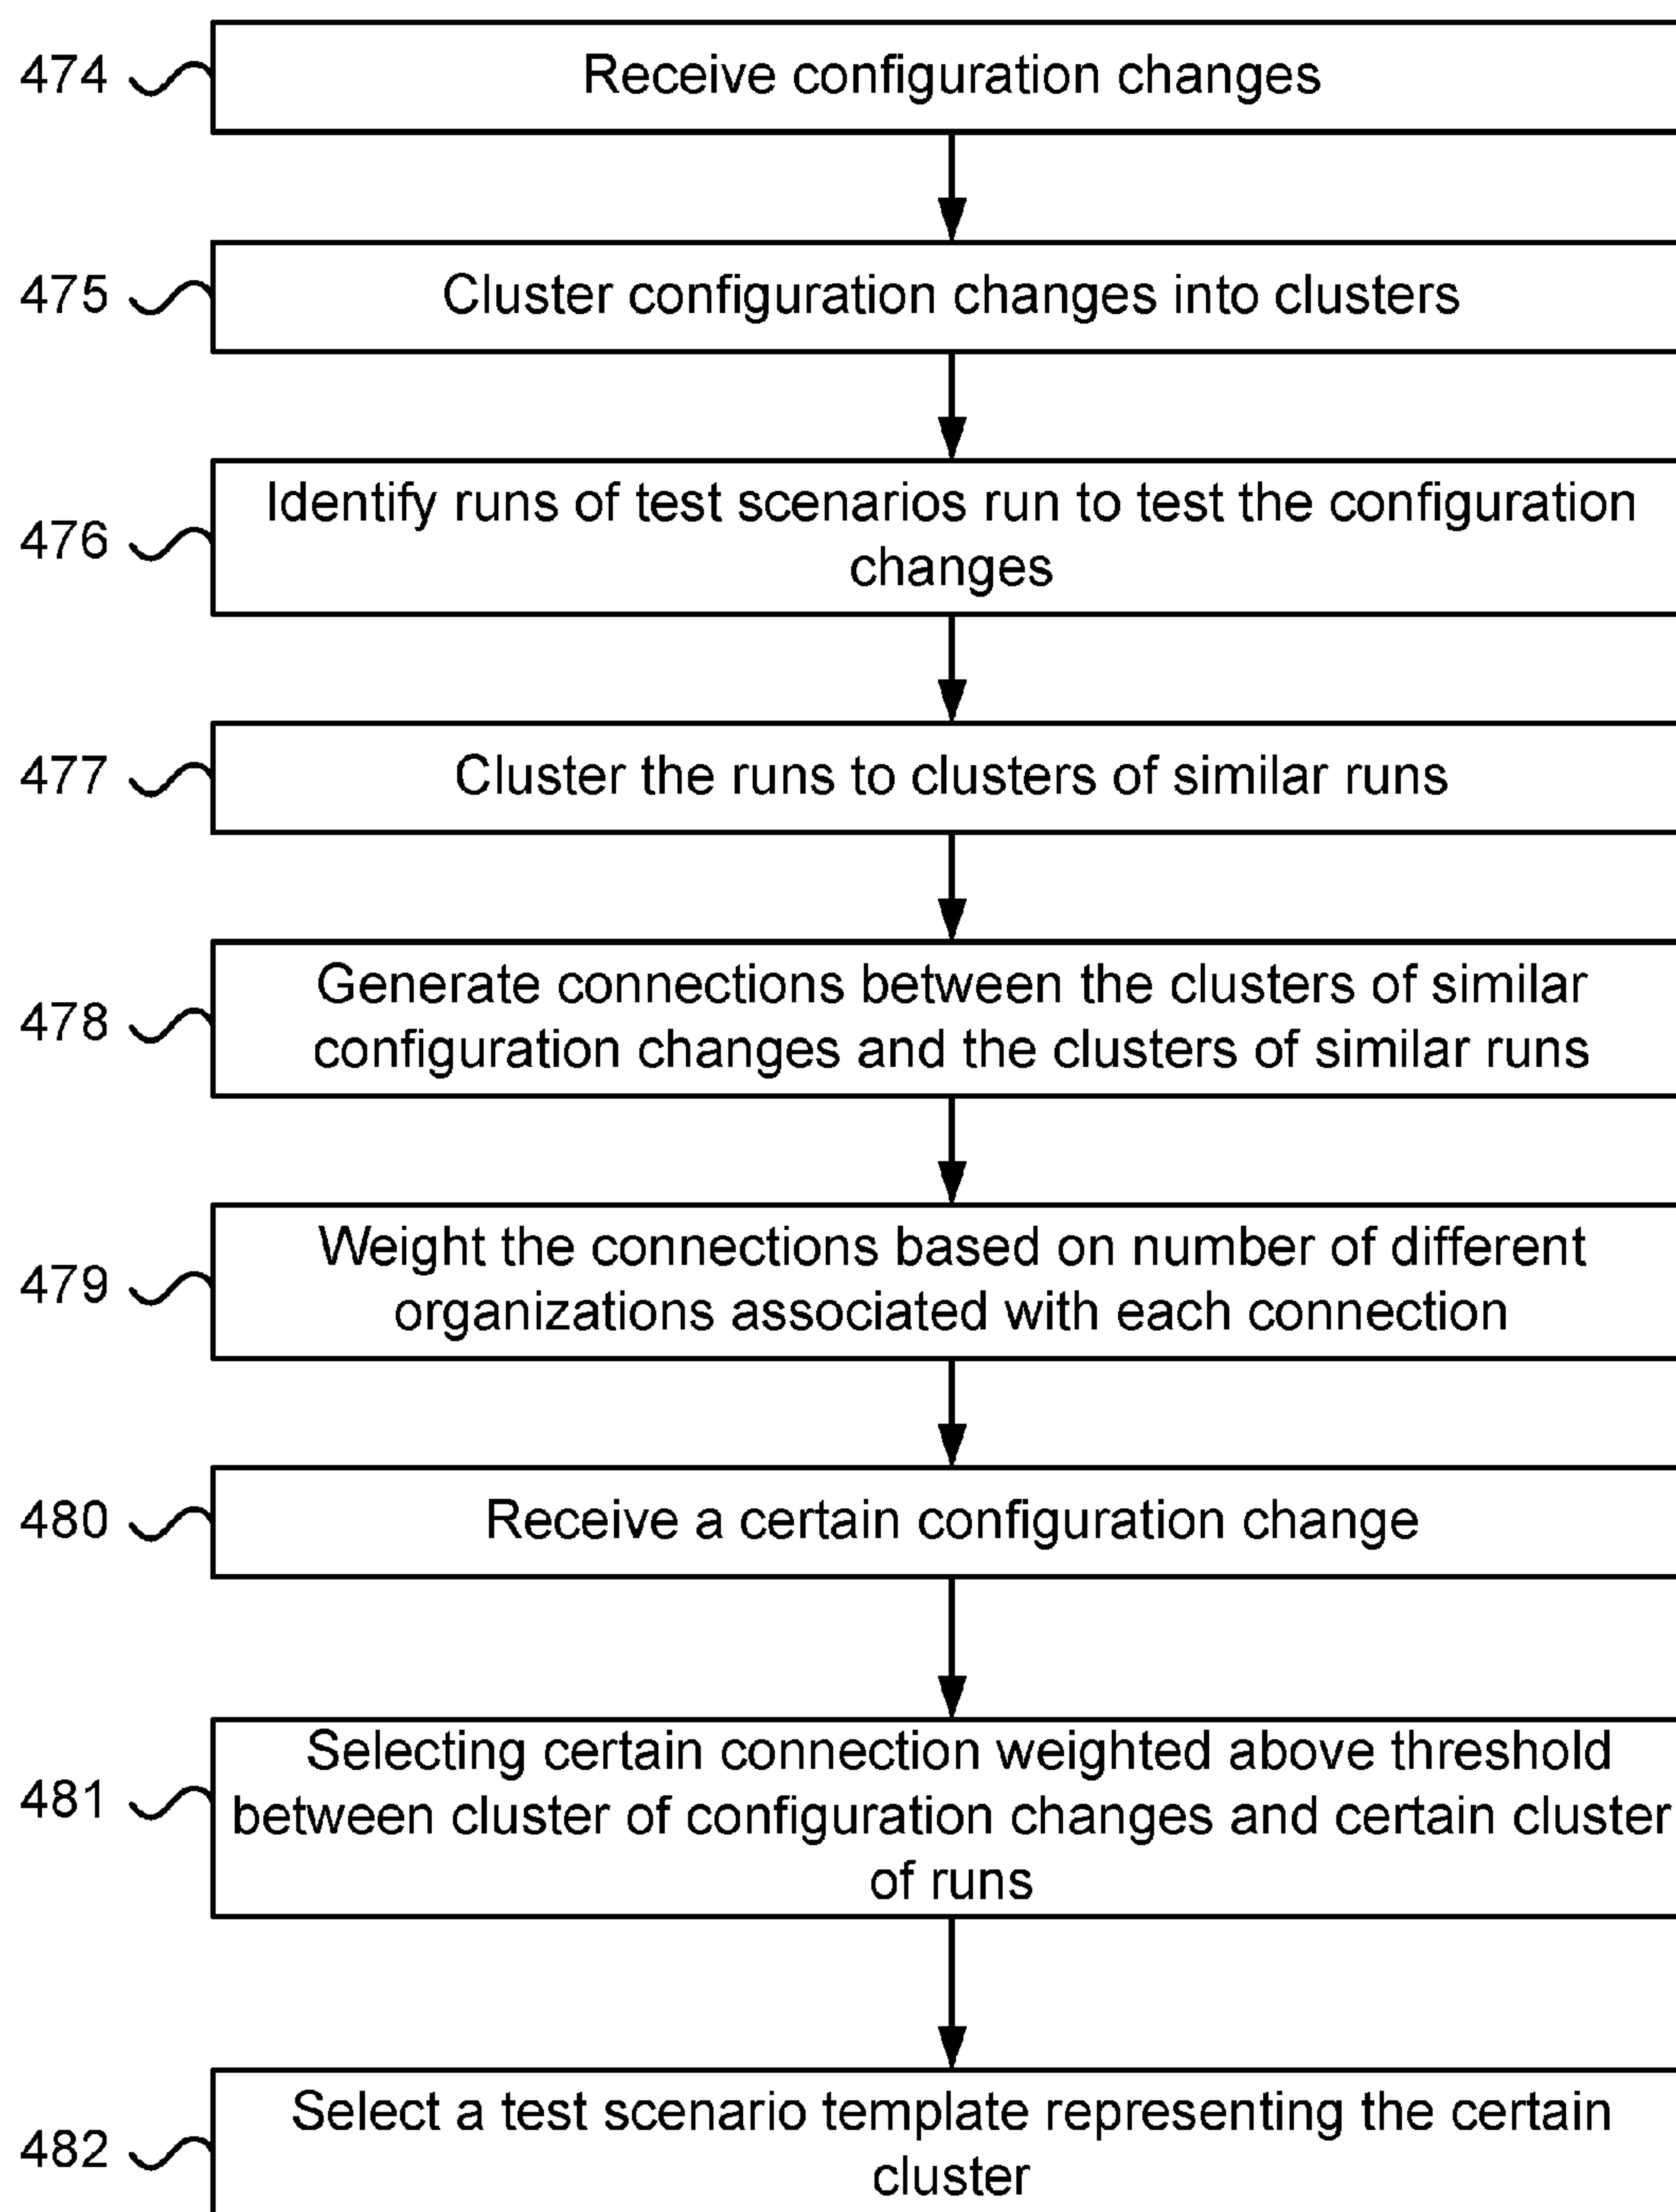 474
Receive configuration changes
475
Cluster configuration changes into clusters
476
Identify runs of test scenarios run to test the configuration
changes
477
Cluster the runs to clusters of similar runs
478
Generate connections between the clusters of similar
configuration changes and the clusters of similar runs
479
Weight the connections based on number of different
organizations associated with each connection
480
Receive a certain configuration change
481
Selecting certain connection weighted above threshold
between cluster of configuration changes and certain cluster
of runs
482
Select a test scenario template representing the certain
cluster